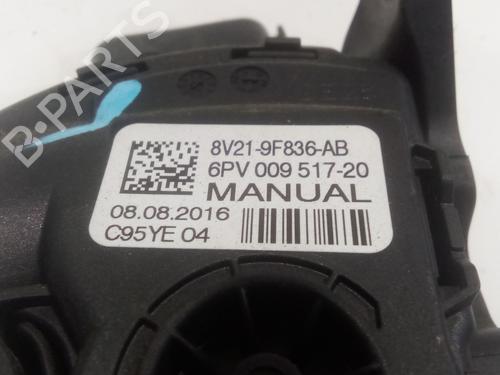 B-PARTS
8V21-9F836-AB
6PV 009 517-20
MANUAL
08.08.2016
C95YE 04